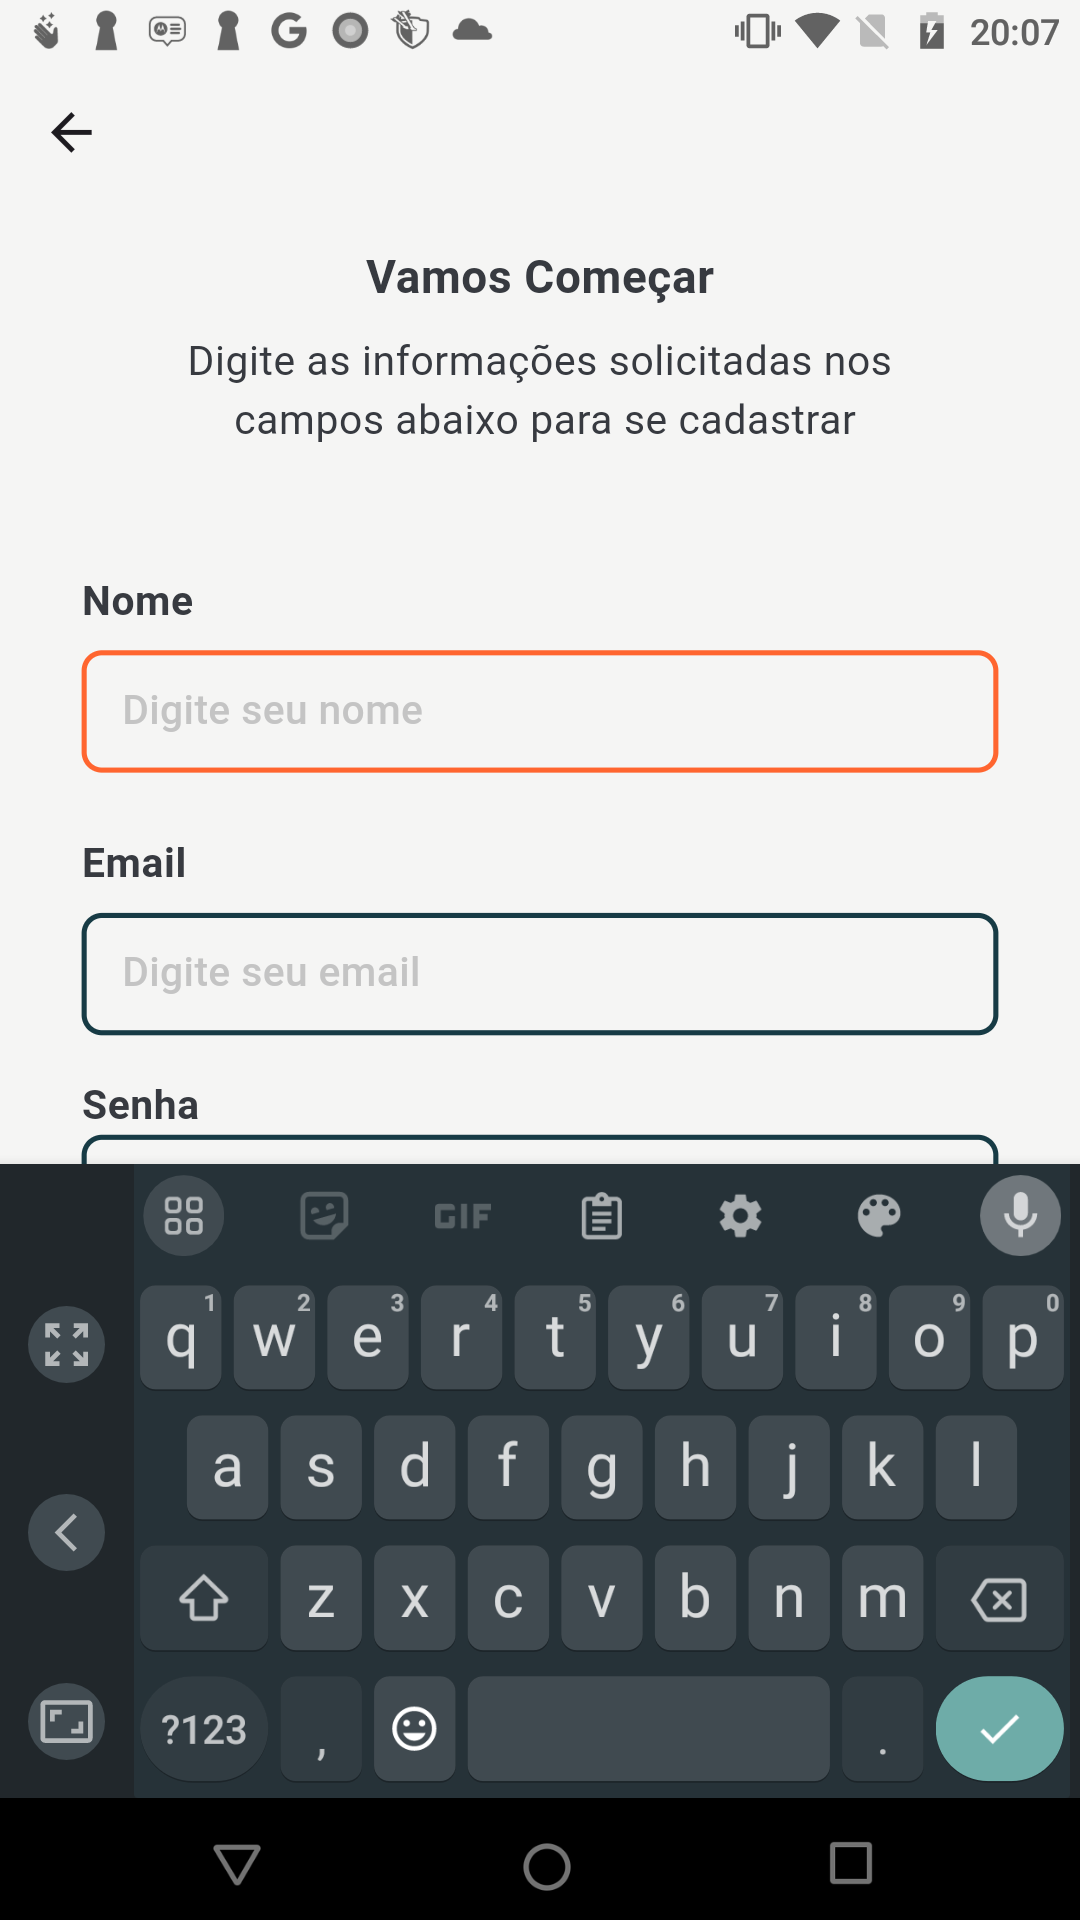 20:07
Vamos Começar
Digite as informações solicitadas nos
campos abaixo para se cadastrar
Nome
Digite seu nome
Email
Digite seu email
Senha
GIF
1 2 3 4 5 6 7 8 9 0
q w e r t y u i o p
a s d f g h j k l
z x c v b n m
?123 , .